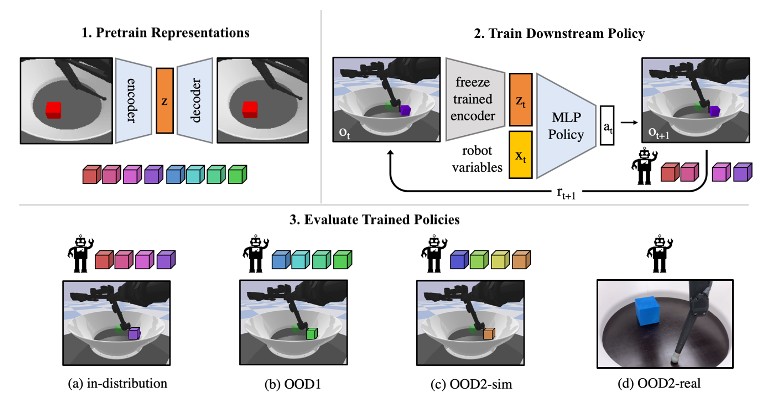 1. Pretrain Representations
encoder
z
decoder
2. Train Downstream Policy
o_t
freeze
trained
encoder
z_t
robot
variables
x_t
MLP
Policy
a_t
o_t+1
r_t+1
3. Evaluate Trained Policies
(a) in-distribution
(b) OOD1
(c) OOD2-sim
(d) OOD2-real